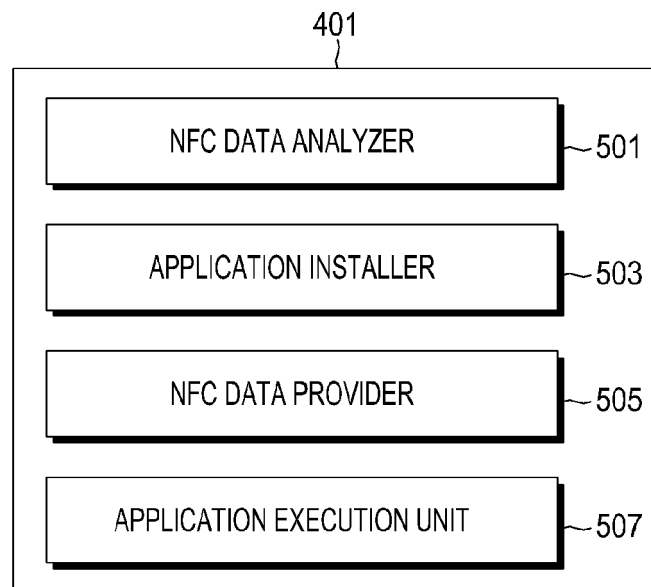 401
NFC DATA ANALYZER
501
APPLICATION INSTALLER
503
NFC DATA PROVIDER
505
APPLICATION EXECUTION UNIT
507